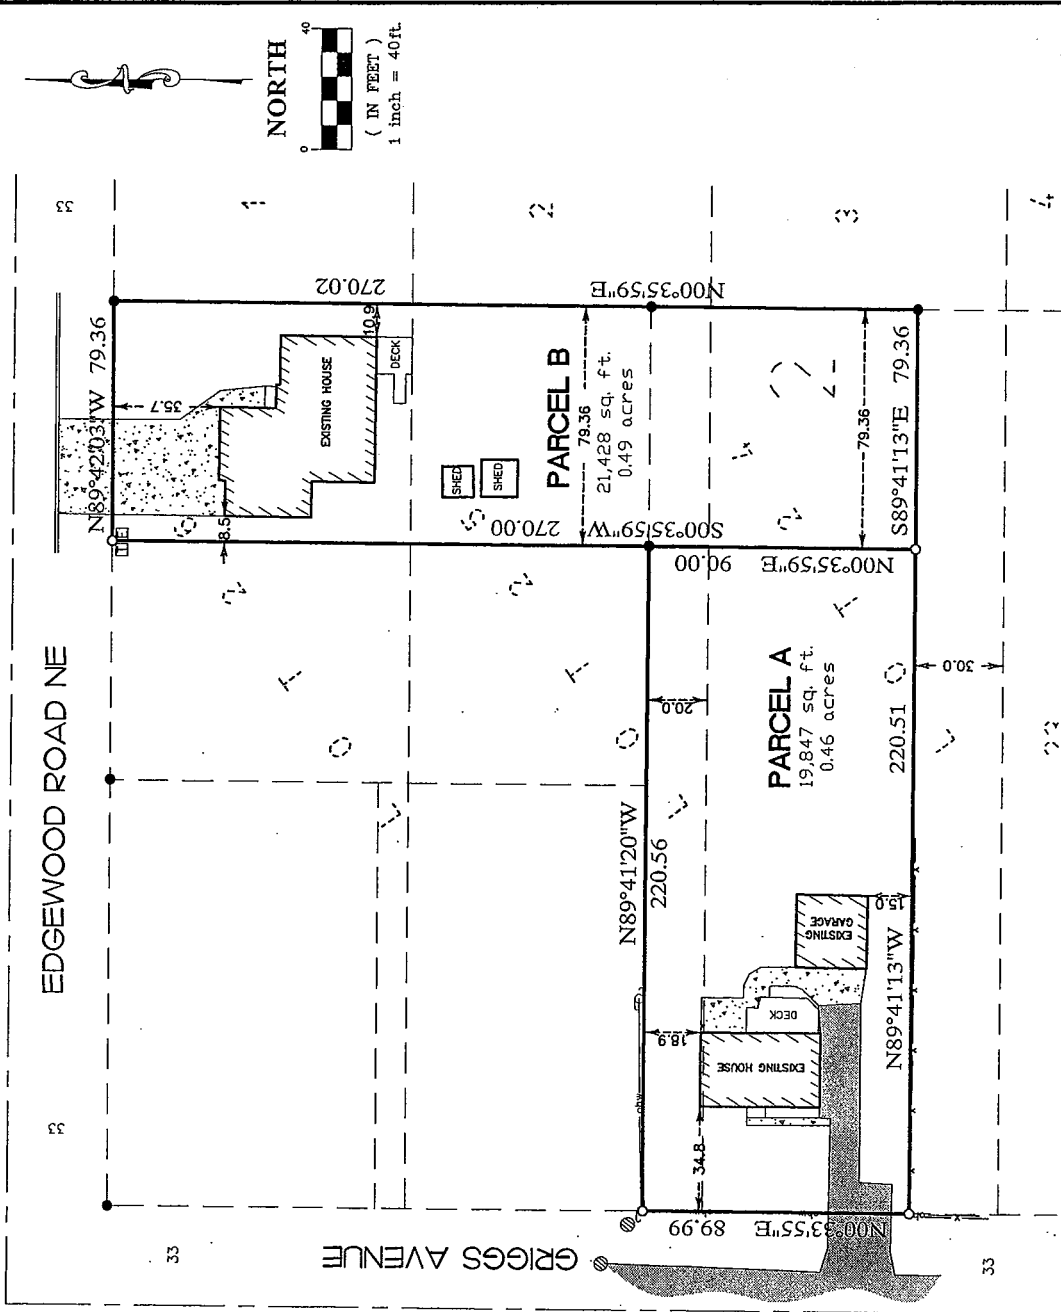 NORTH
0
40
( IN FEET )
1 inch = 40ft.
EDGEWOOD ROAD NE
33
33
1
2
3
4
N89°42'03"W 79.36
270.02
N00°35'59"E
35.7
10.9
DECK
EXISTING HOUSE
8.5
SHED
SHED
PARCEL B
79.36
21,428 sq. ft.
0.49 acres
270.00
S00°35'59"W
79.36
S89°41'13"E 79.36
90.00
N00°35'59"E
N89°41'20"W
220.56
20.0
PARCEL A
19,847 sq. ft.
0.46 acres
220.51
30.0
N89°41'13"W
15.0
EXISTING
GARAGE
DECK
EXISTING HOUSE
18.9
34.8
ohw
89.99
N00°33'55"E
GRIGGS AVENUE
33
33